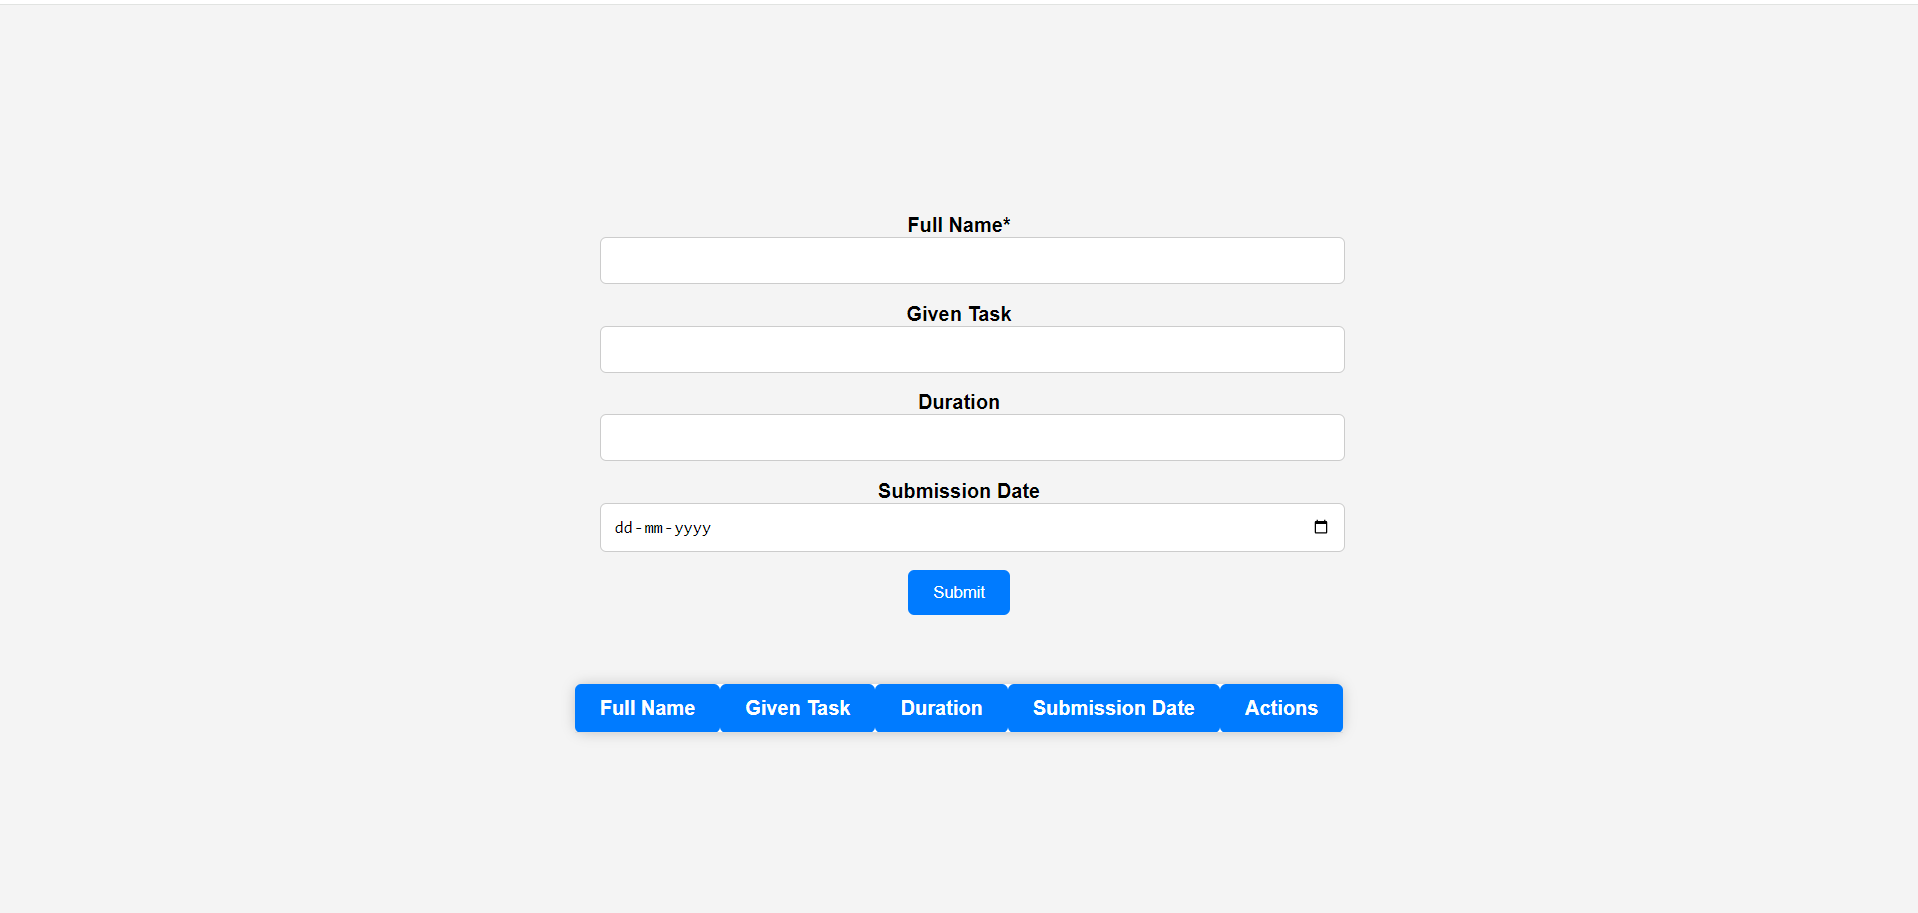 Full Name*
Given Task
Duration
Submission Date
dd-mm-yyyy
Submit
Full Name Given Task Duration Submission Date Actions